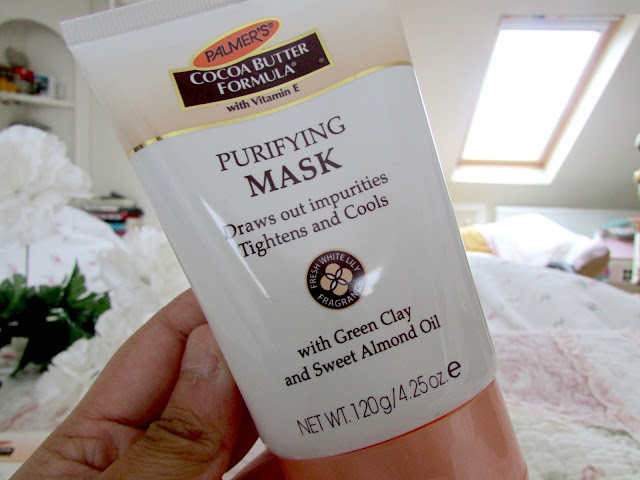 PALMER'S®
COCOA BUTTER
FORMULA®
with Vitamin E
PURIFYING
MASK
Draws out impurities
Tightens and Cools
FRESH WHITE LILY
FRAGRANCE
with Green Clay
and Sweet Almond Oil
NET WT. 120g/4.25oz. e